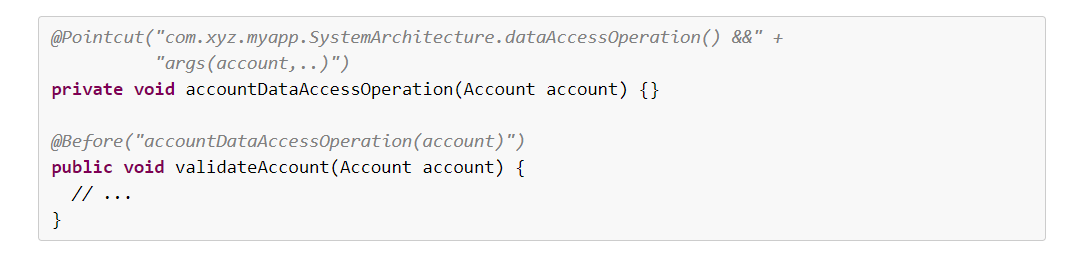 @Pointcut("com.xyz.myapp.SystemArchitecture.dataAccessOperation() &&" +
          "args(account,..)")
private void accountDataAccessOperation(Account account) {}

@Before("accountDataAccessOperation(account)")
public void validateAccount(Account account) {
  // ...
}